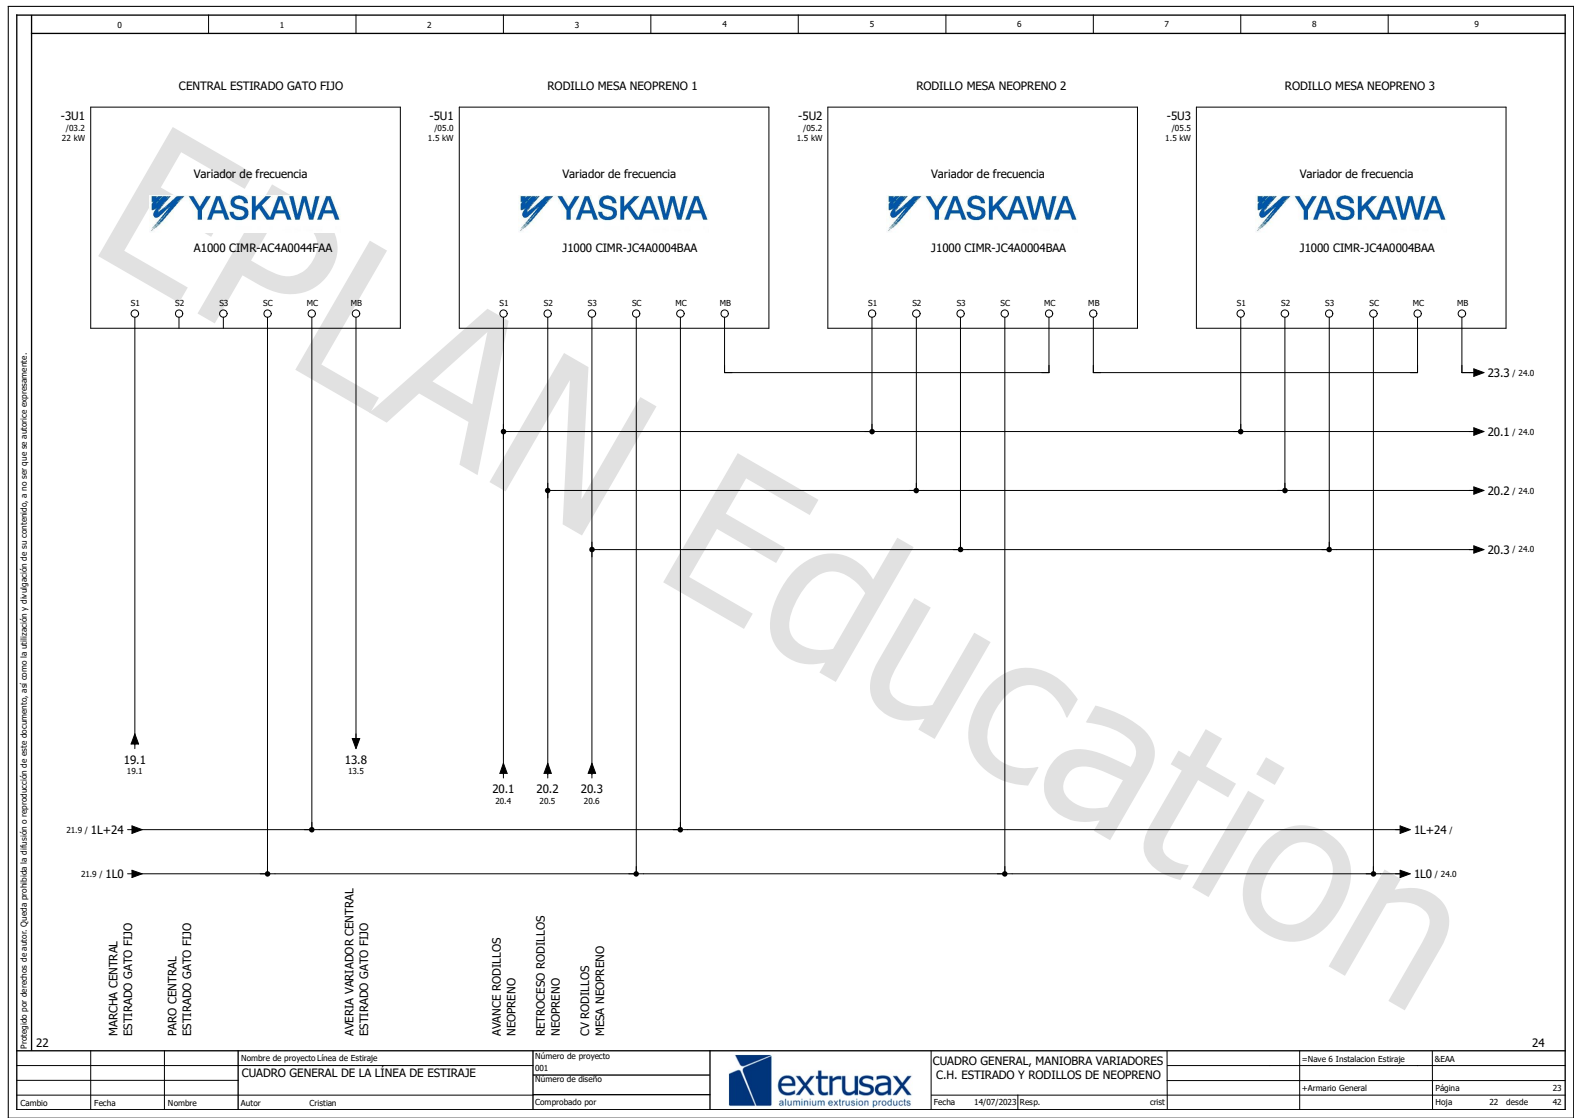 0 1 2 3 4 5 6 7 8 9
CENTRAL ESTIRADO GATO FIJO
RODILLO MESA NEOPRENO 1
RODILLO MESA NEOPRENO 2
RODILLO MESA NEOPRENO 3
-3U1
/03.2
22 kW
Variador de frecuencia
YASKAWA
A1000 CIMR-AC4A0044FAA
S1 S2 S3 SC MC MB
-5U1
/05.0
1.5 kW
Variador de frecuencia
YASKAWA
J1000 CIMR-JC4A0004BAA
S1 S2 S3 SC MC MB
-5U2
/05.2
1.5 kW
Variador de frecuencia
YASKAWA
J1000 CIMR-JC4A0004BAA
S1 S2 S3 SC MC MB
-5U3
/05.5
1.5 kW
Variador de frecuencia
YASKAWA
J1000 CIMR-JC4A0004BAA
S1 S2 S3 SC MC MB
23.3 / 24.0
20.1 / 24.0
20.2 / 24.0
20.3 / 24.0
19.1
19.1
13.8
13.5
20.1
20.4
20.2
20.5
20.3
20.6
21.9 / 1L+24
1L+24 /
21.9 / 1L0
1L0 / 24.0
MARCHA CENTRAL
ESTIRADO GATO FIJO
PARO CENTRAL
ESTIRADO GATO FIJO
AVERIA VARIADOR CENTRAL
ESTIRADO GATO FIJO
AVANCE RODILLOS
NEOPRENO
RETROCESO RODILLOS
NEOPRENO
CV RODILLOS
MESA NEOPRENO
EPLAN Education
Protegido por derechos de autor. Queda prohibida la difusión o reproducción de este documento, así como la utilización y divulgación de su contenido, a no ser que se autorice expresamente.
22
24
Cambio Fecha Nombre
Nombre de proyecto Línea de Estiraje
CUADRO GENERAL DE LA LÍNEA DE ESTIRAJE
Autor Cristian
Número de proyecto
001
Número de diseño
Comprobado por
extrusax
aluminium extrusion products
CUADRO GENERAL, MANIOBRA VARIADORES
C.H. ESTIRADO Y RODILLOS DE NEOPRENO
Fecha 14/07/2023 Resp. crist
=Nave 6 Instalacion Estiraje
+Armario General
&EAA
Página 23
Hoja 22 desde 42